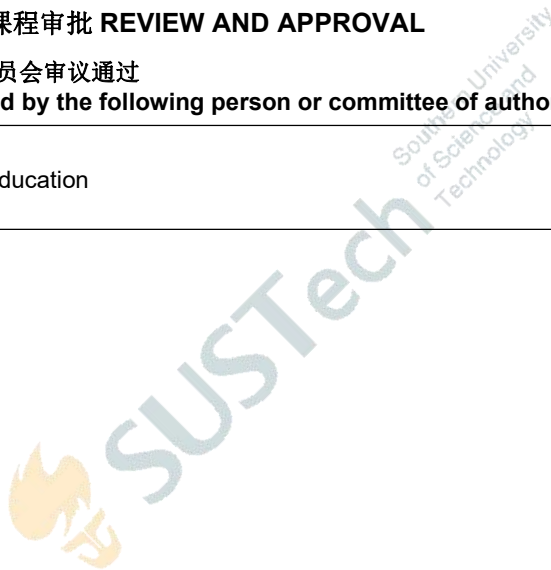 课程审批 REVIEW AND APPROVAL
员会审议通过
d by the following person or committee of autho
ducation
Southern University
of Science and
Technology
SUSTech